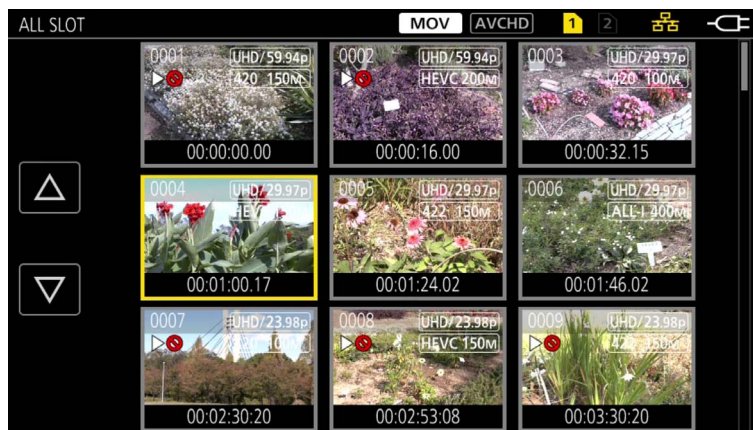 ALL SLOT MOV AVCHD 1 2
0001 UHD/59.94p
420 150M
00:00:00.00
0002 UHD/59.94p
HEVC 200M
00:00:16.00
0003 UHD/29.97p
420 100M
00:00:32.15
0004 UHD/29.97p
HEVC
00:01:00.17
0005 UHD/29.97p
422 150M
00:01:24.02
0006 UHD/29.97p
ALL-I 400M
00:01:46.02
0007 UHD/23.98p
420 100M
00:02:30:20
0008 UHD/23.98p
HEVC 150M
00:02:53:08
0009 UHD/23.98p
422 150M
00:03:30:20